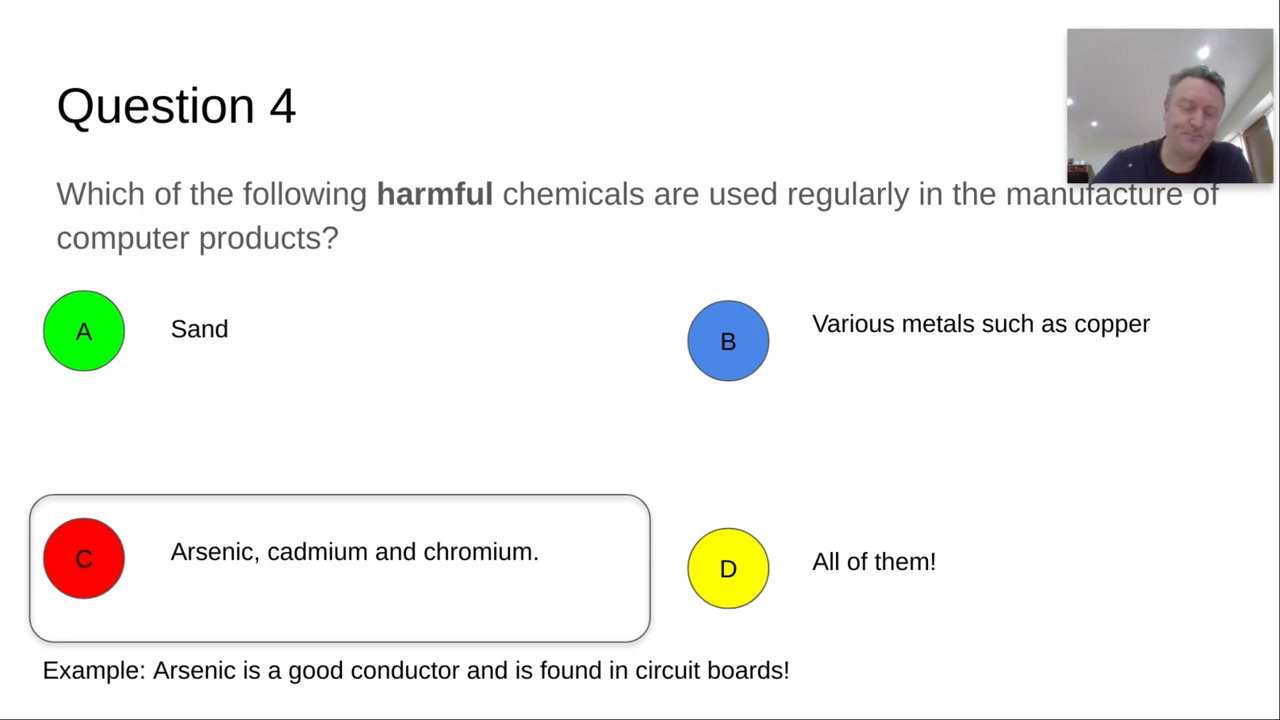 Question 4
Which of the following harmful chemicals are used regularly in the manufacture of
computer products?
A Sand
B Various metals such as copper
C Arsenic, cadmium and chromium.
D All of them!
Example: Arsenic is a good conductor and is found in circuit boards!